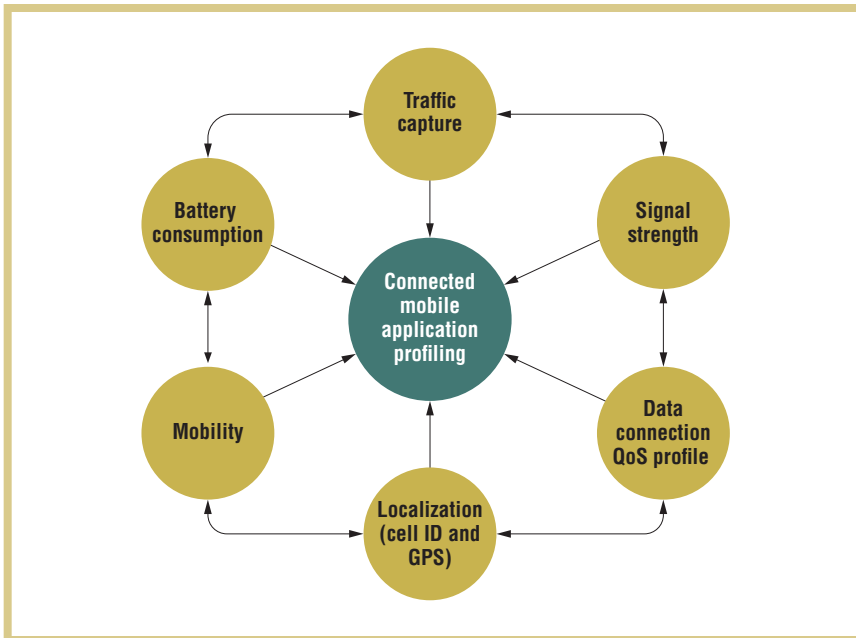 Traffic
capture
Battery
consumption
Signal
strength
Connected
mobile
application
profiling
Mobility
Data
connection
QoS profile
Localization
(cell ID and
GPS)